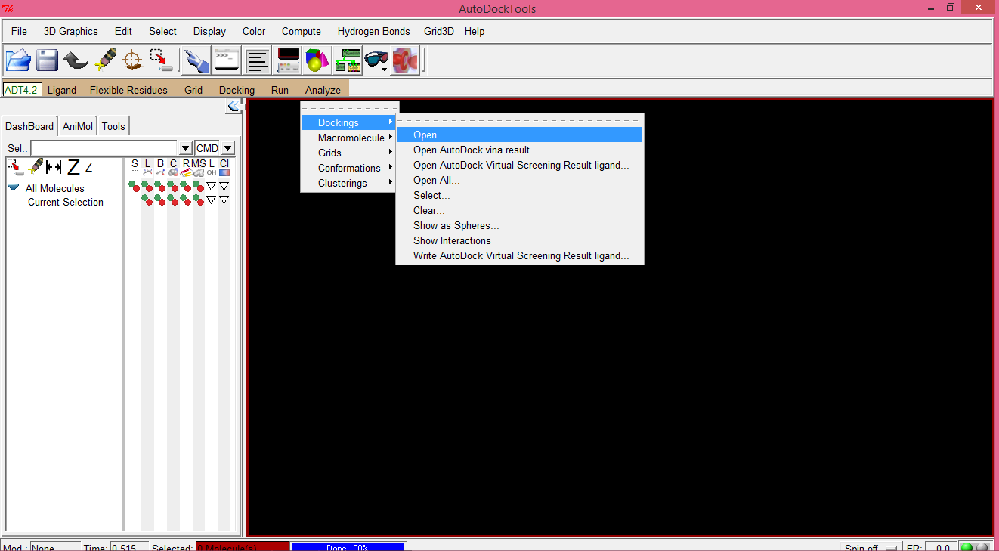 AutoDockTools
File 3D Graphics Edit Select Display Color Compute Hydrogen Bonds Grid3D Help
>>>
ADT4.2 Ligand Flexible Residues Grid Docking Run Analyze
DashBoard AniMol Tools
Sel.: CMD
Z Z
S L B C R MS L Cl
OH
All Molecules
Current Selection
Dockings
Macromolecule
Grids
Conformations
Clusterings
Open...
Open AutoDock vina result...
Open AutoDock Virtual Screening Result ligand...
Open All...
Select...
Clear...
Show as Spheres...
Show Interactions
Write AutoDock Virtual Screening Result ligand...
Mod.: None Time: 0.515 Selected: 0 Molecule(s) Done 100% Spin off FR: 0.0